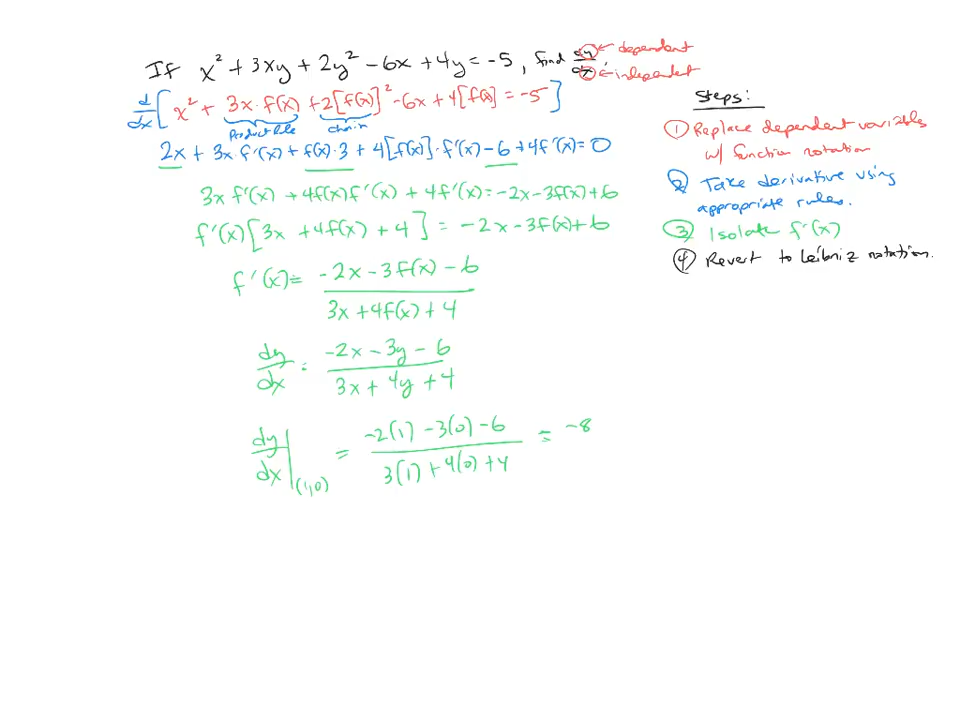 If x² + 3xy + 2y² - 6x + 4y = -5, find dy/dx ← dependent
← independent
d/dx [ x² + 3x · f(x) + 2[f(x)]² - 6x + 4[f(x)] = -5 ]
Product Rule chain
2x + 3x · f'(x) + f(x) · 3 + 4[f(x)] · f'(x) - 6 + 4f'(x) = 0
3x f'(x) + 4f(x) f'(x) + 4f'(x) = -2x - 3f(x) + 6
f'(x) [ 3x + 4f(x) + 4 ] = -2x - 3f(x) + 6
f'(x) = (-2x - 3f(x) - 6) / (3x + 4f(x) + 4)
dy/dx = (-2x - 3y - 6) / (3x + 4y + 4)
dy/dx |(1,0) = (-2(1) - 3(0) - 6) / (3(1) + 4(0) + 4) = -8
Steps:
① Replace dependent variables
w/ function notation
② Take derivative using
appropriate rules.
③ Isolate f'(x)
④ Revert to Leibniz notation.